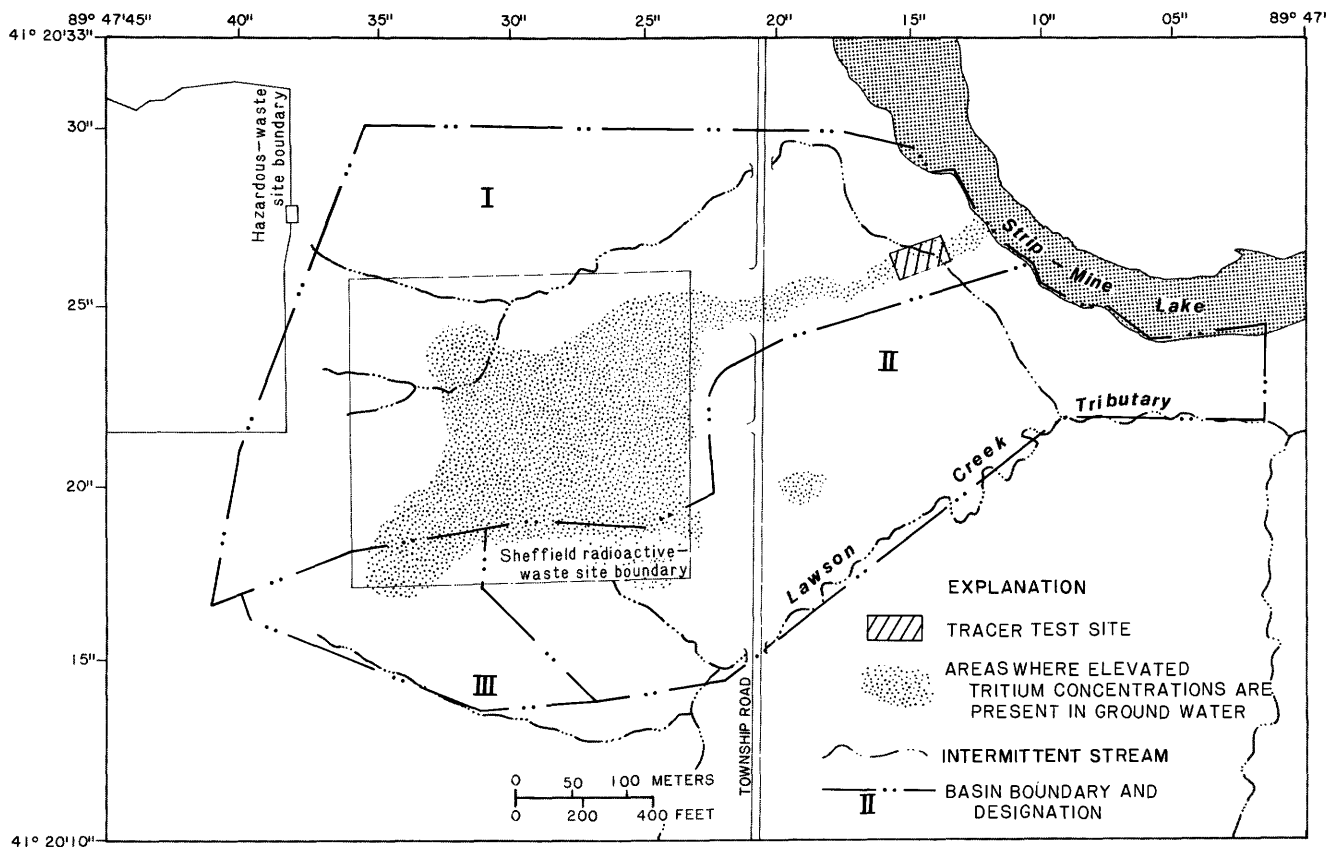 89° 47'45" 40" 35" 30" 25" 20" 15" 10" 05" 89° 47'
41° 20'33"
30"
25"
20"
15"
41° 20'10"
Hazardous-waste
site boundary
I
Strip - Mine
Lake
II
Tributary
Creek
Lawson
Sheffield radioactive-
waste site boundary
III
TOWNSHIP ROAD
0 50 100 METERS
0 200 400 FEET
EXPLANATION
TRACER TEST SITE
AREAS WHERE ELEVATED
TRITIUM CONCENTRATIONS ARE
PRESENT IN GROUND WATER
INTERMITTENT STREAM
II
BASIN BOUNDARY AND
DESIGNATION